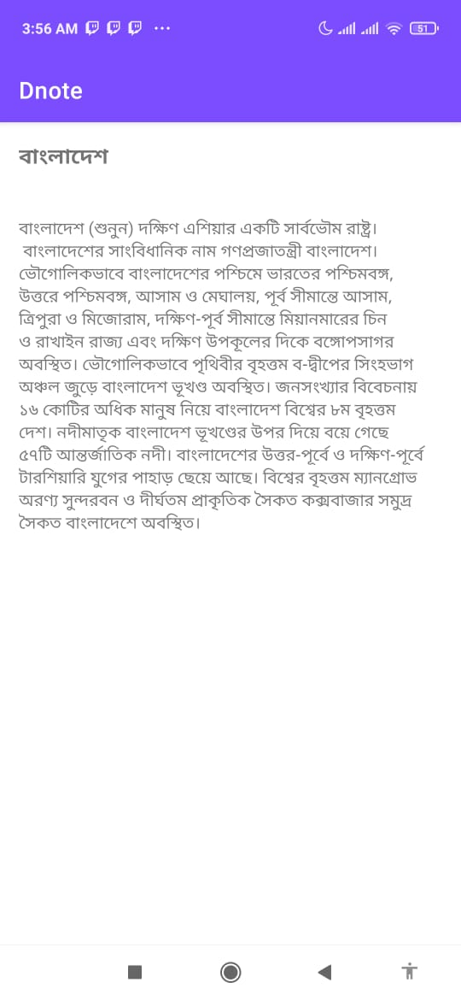 3:56 AM
51
Dnote
বাংলাদেশ
বাংলাদেশ (শুনুন) দক্ষিণ এশিয়ার একটি সার্বভৌম রাষ্ট্র।
বাংলাদেশের সাংবিধানিক নাম গণপ্রজাতন্ত্রী বাংলাদেশ।
ভৌগোলিকভাবে বাংলাদেশের পশ্চিমে ভারতের পশ্চিমবঙ্গ,
উত্তরে পশ্চিমবঙ্গ, আসাম ও মেঘালয়, পূর্ব সীমান্তে আসাম,
ত্রিপুরা ও মিজোরাম, দক্ষিণ-পূর্ব সীমান্তে মিয়ানমারের চিন
ও রাখাইন রাজ্য এবং দক্ষিণ উপকূলের দিকে বঙ্গোপসাগর
অবস্থিত। ভৌগোলিকভাবে পৃথিবীর বৃহত্তম ব-দ্বীপের সিংহভাগ
অঞ্চল জুড়ে বাংলাদেশ ভূখণ্ড অবস্থিত। জনসংখ্যার বিবেচনায়
১৬ কোটির অধিক মানুষ নিয়ে বাংলাদেশ বিশ্বের ৮ম বৃহত্তম
দেশ। নদীমাতৃক বাংলাদেশ ভূখণ্ডের উপর দিয়ে বয়ে গেছে
৫৭টি আন্তর্জাতিক নদী। বাংলাদেশের উত্তর-পূর্বে ও দক্ষিণ-পূর্বে
টারশিয়ারি যুগের পাহাড় ছেয়ে আছে। বিশ্বের বৃহত্তম ম্যানগ্রোভ
অরণ্য সুন্দরবন ও দীর্ঘতম প্রাকৃতিক সৈকত কক্সবাজার সমুদ্র
সৈকত বাংলাদেশে অবস্থিত।